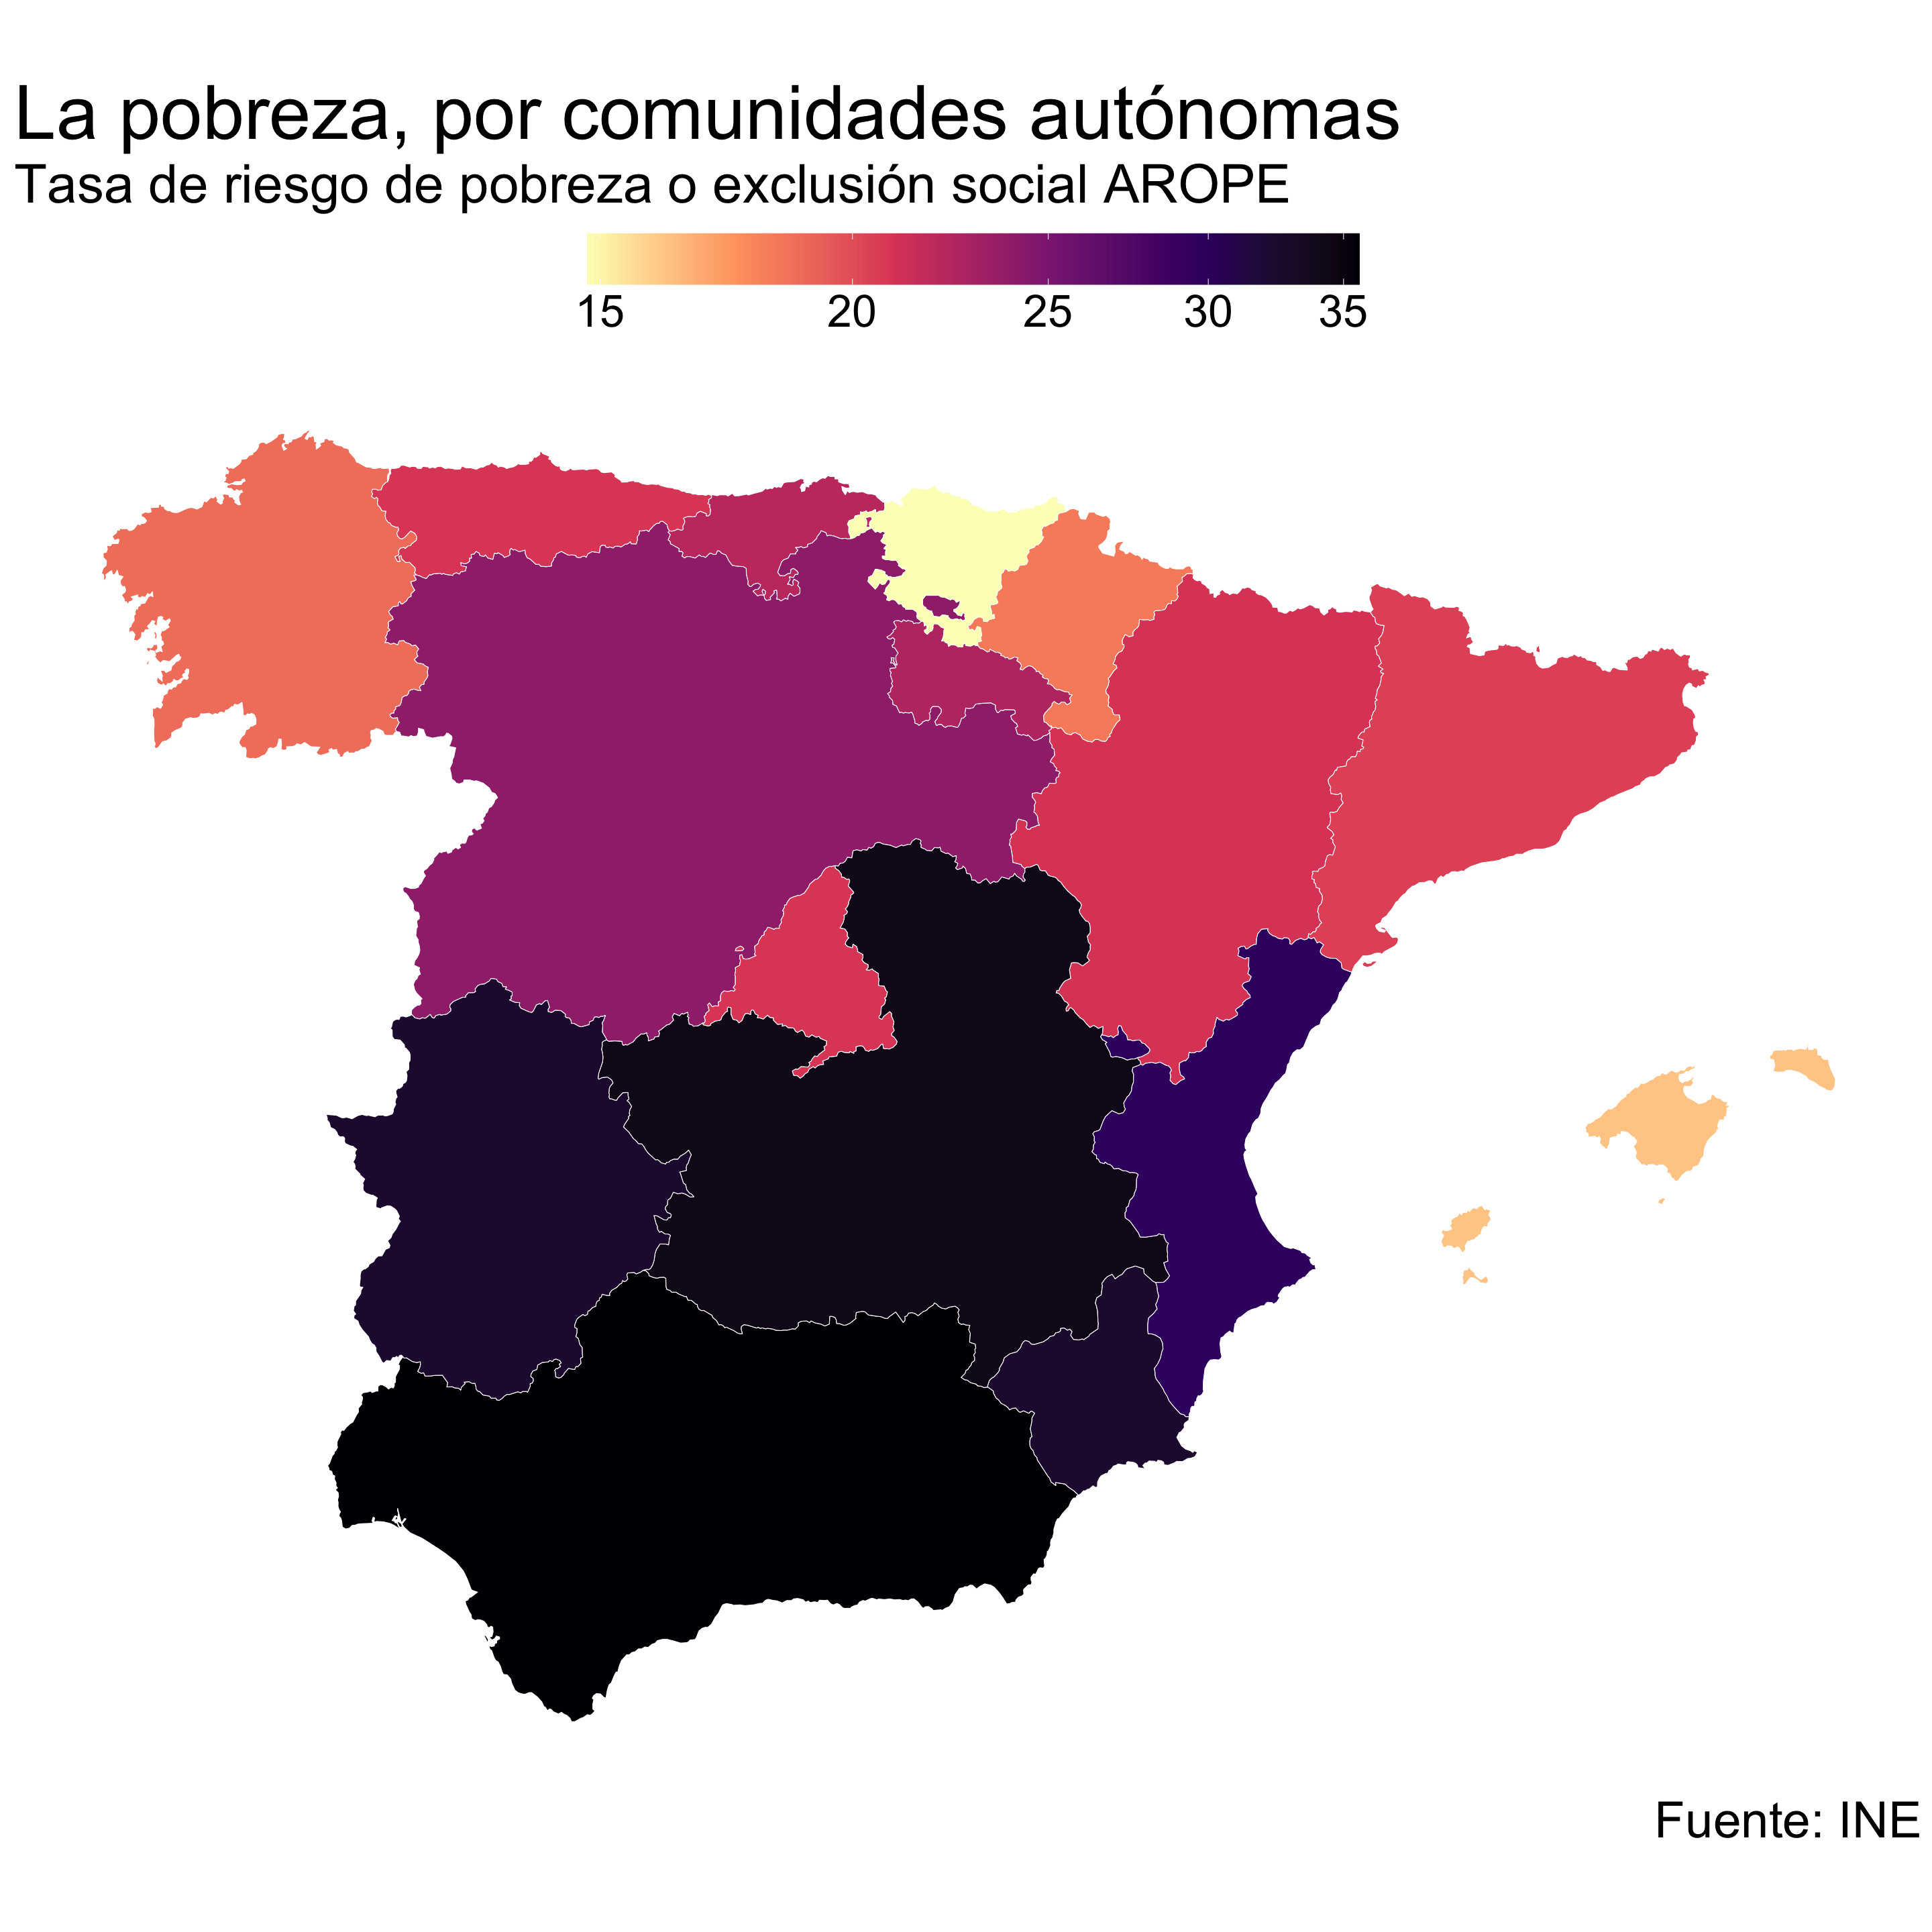 La pobreza, por comunidades autónomas
Tasa de riesgo de pobreza o exclusión social AROPE
15 20 25 30 35
Fuente: INE